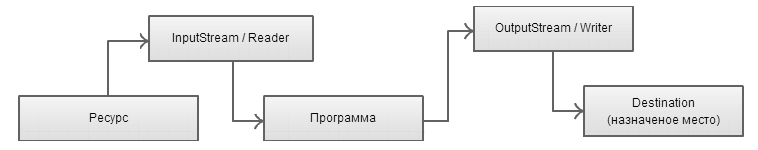 InputStream / Reader
OutputStream / Writer
Ресурс
Программа
Destination
(назначеное место)